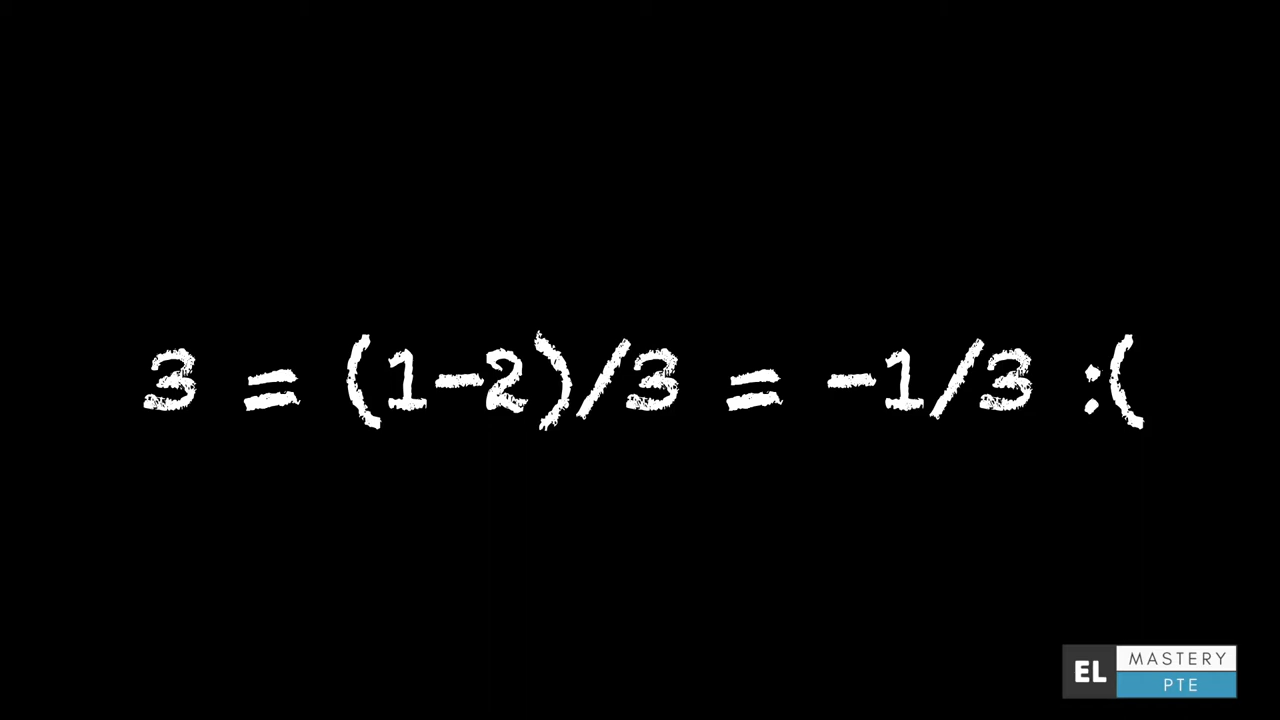 3 = (1-2)/3 = -1/3 :(
EL
MASTERY
PTE